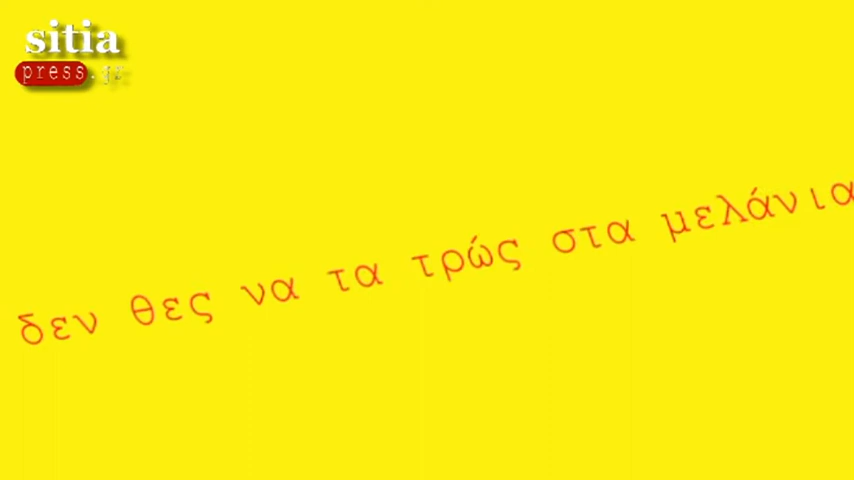 sitia
press.gr
δεν θες να τα τρώς στα μελάνια